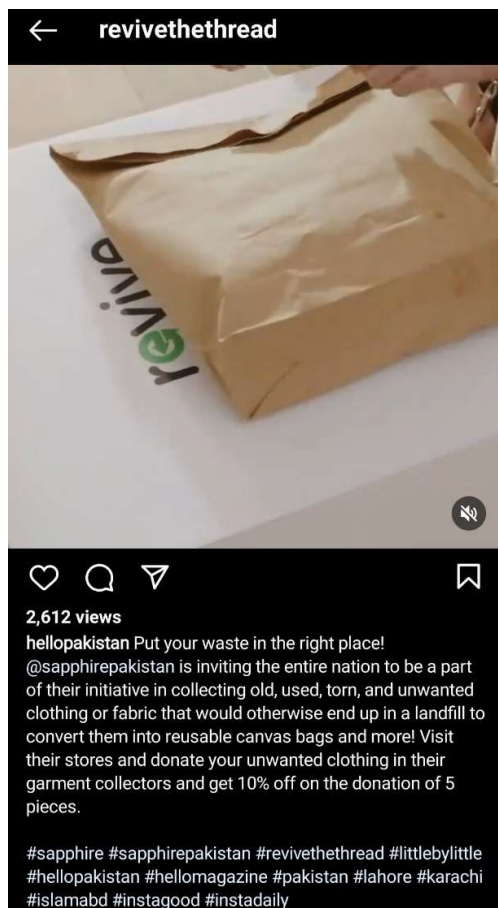 revivethethread
revive
2,612 views
hellopakistan Put your waste in the right place!
@sapphirepakistan is inviting the entire nation to be a part
of their initiative in collecting old, used, torn, and unwanted
clothing or fabric that would otherwise end up in a landfill to
convert them into reusable canvas bags and more! Visit
their stores and donate your unwanted clothing in their
garment collectors and get 10% off on the donation of 5
pieces.
#sapphire #sapphirepakistan #revivethethread #littlebylittle
#hellopakistan #hellomagazine #pakistan #lahore #karachi
#islamabd #instagood #instadaily